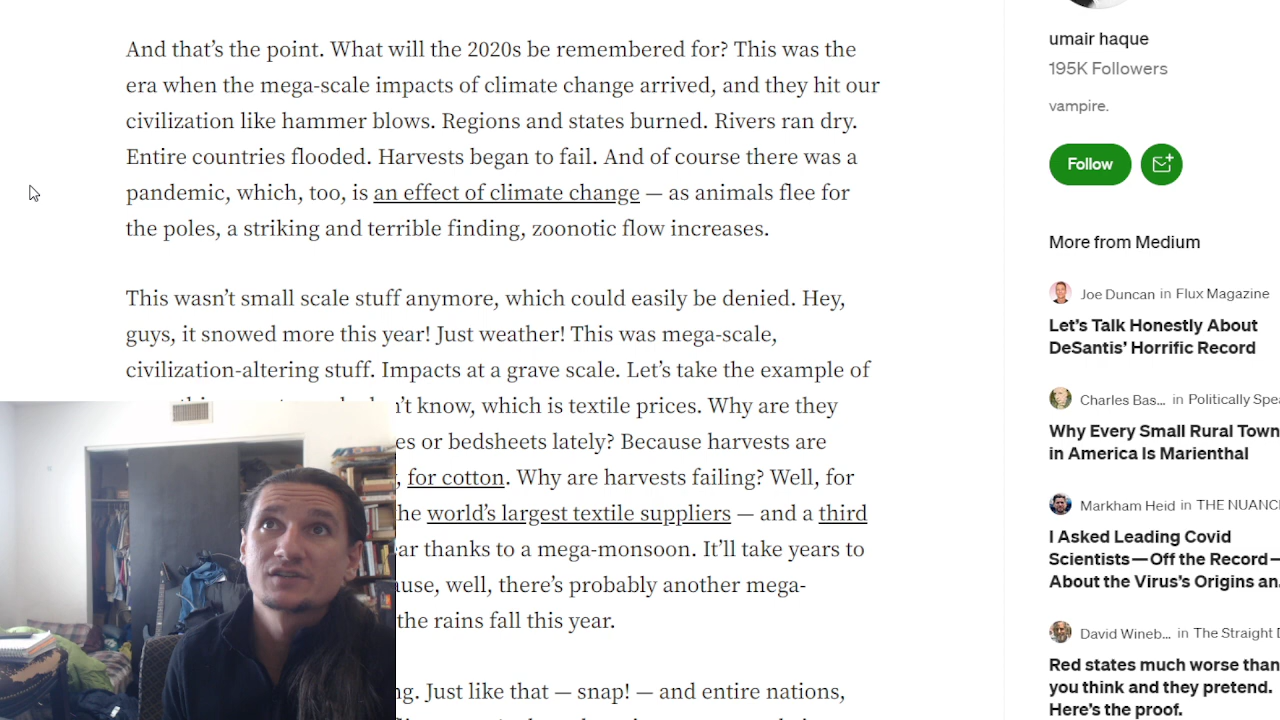 And that’s the point. What will the 2020s be remembered for? This was the
era when the mega-scale impacts of climate change arrived, and they hit our
civilization like hammer blows. Regions and states burned. Rivers ran dry.
Entire countries flooded. Harvests began to fail. And of course there was a
pandemic, which, too, is an effect of climate change — as animals flee for
the poles, a striking and terrible finding, zoonotic flow increases.
This wasn’t small scale stuff anymore, which could easily be denied. Hey,
guys, it snowed more this year! Just weather! This was mega-scale,
civilization-altering stuff. Impacts at a grave scale. Let’s take the example of
’t know, which is textile prices. Why are they
es or bedsheets lately? Because harvests are
, for cotton. Why are harvests failing? Well, for
he world’s largest textile suppliers — and a third
ar thanks to a mega-monsoon. It’ll take years to
ause, well, there’s probably another mega-
the rains fall this year.
ng. Just like that — snap! — and entire nations,
umair haque
195K Followers
vampire.
Follow
More from Medium
Joe Duncan in Flux Magazine
Let’s Talk Honestly About
DeSantis’ Horrific Record
Charles Bas... in Politically Spea
Why Every Small Rural Town
in America Is Marienthal
Markham Heid in THE NUANC
I Asked Leading Covid
Scientists—Off the Record—
About the Virus’s Origins an
David Wineb... in The Straight D
Red states much worse than
you think and they pretend.
Here’s the proof.